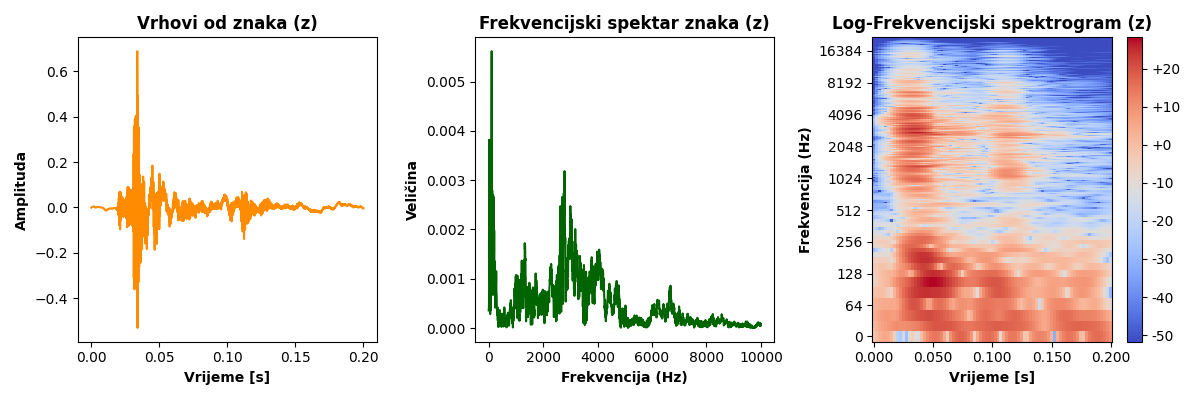 Vrhovi od znaka (z)
Amplituda
0.6
0.4
0.2
0.0
−0.2
−0.4
0.00 0.05 0.10 0.15 0.20
Vrijeme [s]
Frekvencijski spektar znaka (z)
Veličina
0.005
0.004
0.003
0.002
0.001
0.000
0 2000 4000 6000 8000 10000
Frekvencija (Hz)
Log-Frekvencijski spektrogram (z)
Frekvencija (Hz)
16384
8192
4096
2048
1024
512
256
128
64
0
0.000 0.050 0.100 0.150 0.200
Vrijeme [s]
+20
+10
+0
-10
-20
-30
-40
-50